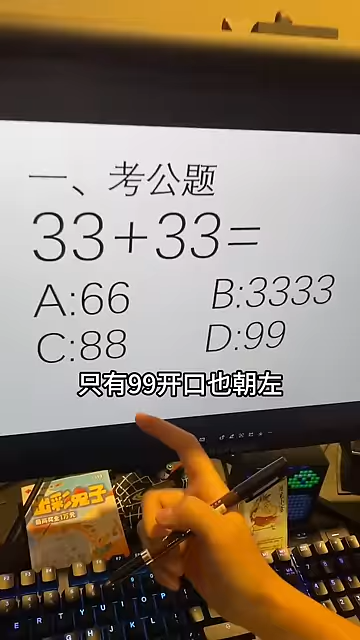 一、考公题
33+33=
A:66 B:3333
C:88 D:99
只有99开口也朝左
出彩兔子
E R T Y U I O P
G H J K L